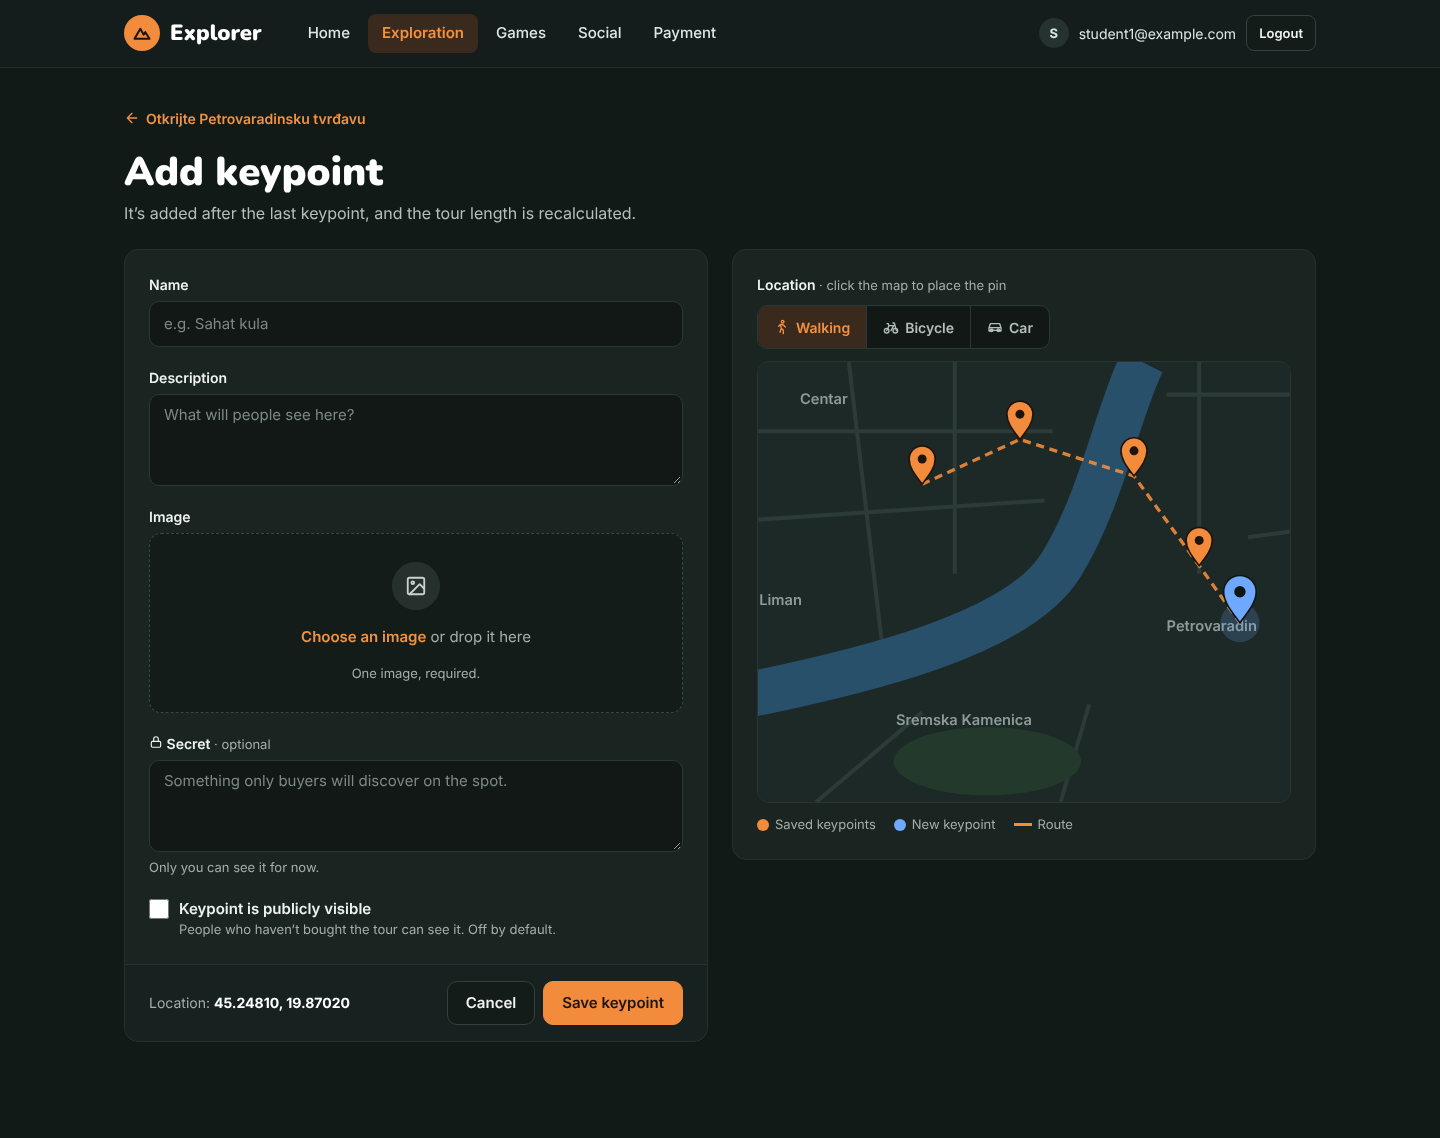 Explorer
Home
Exploration
Games
Social
Payment
S
student1@example.com
Logout
← Otkrijte Petrovaradinsku tvrđavu
Add keypoint
It’s added after the last keypoint, and the tour length is recalculated.
Name
e.g. Sahat kula
Description
What will people see here?
Image
Choose an image or drop it here
One image, required.
Secret · optional
Something only buyers will discover on the spot.
Only you can see it for now.
Keypoint is publicly visible
People who haven’t bought the tour can see it. Off by default.
Location: 45.24810, 19.87020
Cancel
Save keypoint
Location · click the map to place the pin
Walking
Bicycle
Car
Centar
Liman
Petrovaradin
Sremska Kamenica
Saved keypoints
New keypoint
Route